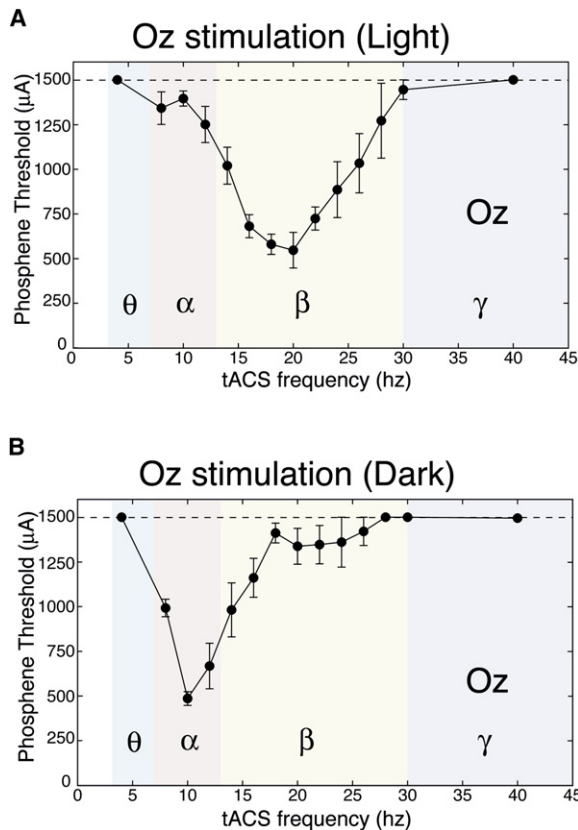 A
Oz stimulation (Light)
Phosphene Threshold (µA)
1500
1250
1000
750
500
250
0
Oz
θ α β γ
0 5 10 15 20 25 30 35 40 45
tACS frequency (hz)
B
Oz stimulation (Dark)
Phosphene Threshold (µA)
1500
1250
1000
750
500
250
0
Oz
θ α β γ
0 5 10 15 20 25 30 35 40 45
tACS frequency (hz)